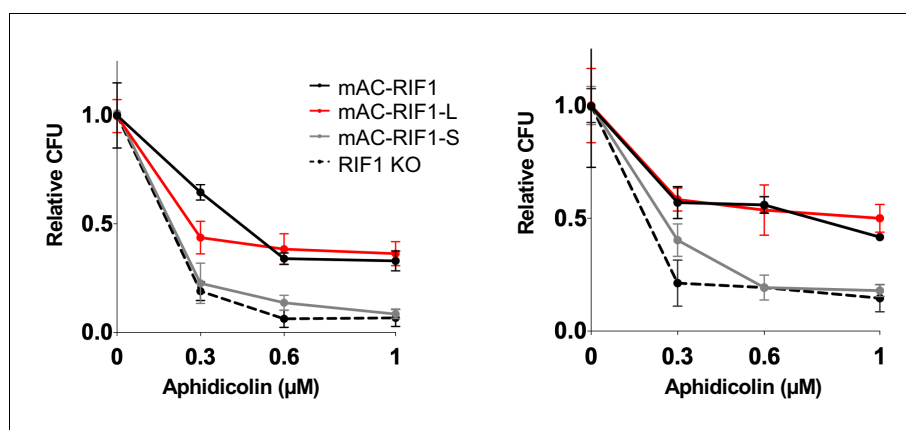 Relative CFU
1.0
0.5
0.0
0
0.3
0.6
1
Aphidicolin (µM)
mAC-RIF1
mAC-RIF1-L
mAC-RIF1-S
RIF1 KO
Relative CFU
1.0
0.5
0.0
0
0.3
0.6
1
Aphidicolin (µM)